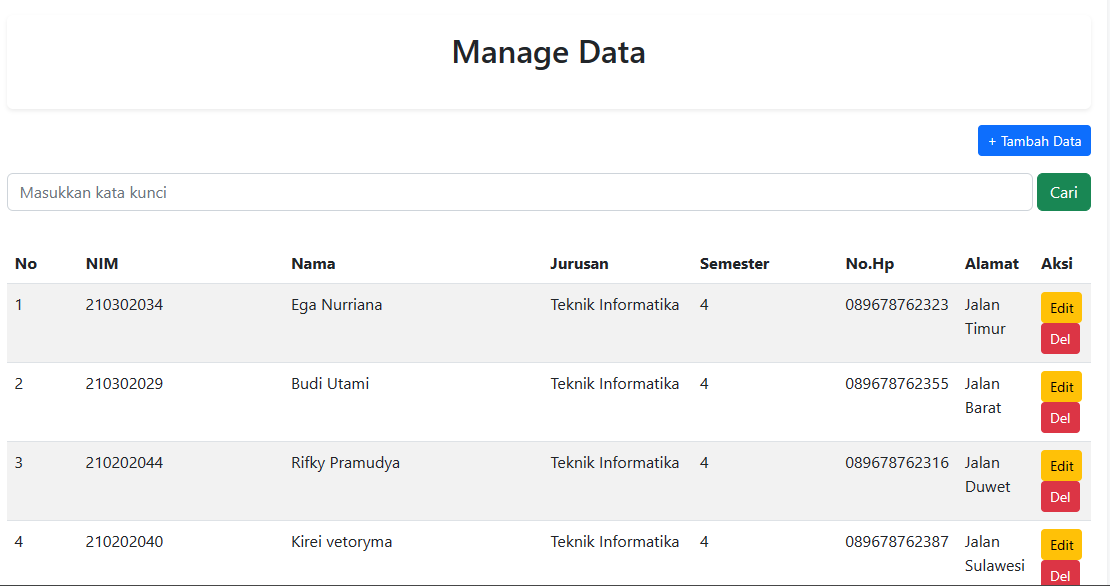 Manage Data
+ Tambah Data
Masukkan kata kunci
Cari
No NIM Nama Jurusan Semester No.Hp Alamat Aksi
1 210302034 Ega Nurriana Teknik Informatika 4 089678762323 Jalan Timur Edit Del
2 210302029 Budi Utami Teknik Informatika 4 089678762355 Jalan Barat Edit Del
3 210202044 Rifky Pramudya Teknik Informatika 4 089678762316 Jalan Duwet Edit Del
4 210202040 Kirei vetoryma Teknik Informatika 4 089678762387 Jalan Sulawesi Edit Del